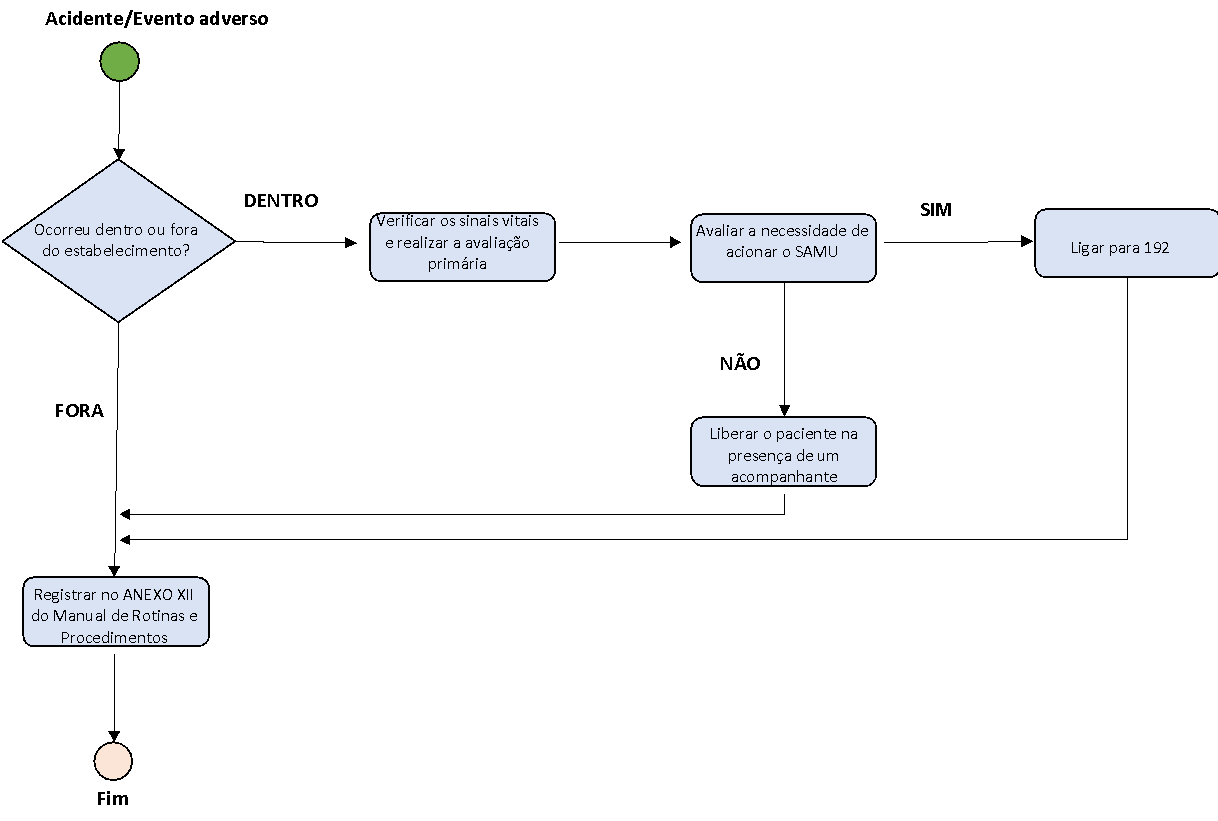 Acidente/Evento adverso
Ocorreu dentro ou fora
do estabelecimento?
DENTRO
Verificar os sinais vitais
e realizar a avaliação
primária
Avaliar a necessidade de
acionar o SAMU
SIM
Ligar para 192
NÃO
Liberar o paciente na
presença de um
acompanhante
FORA
Registrar no ANEXO XII
do Manual de Rotinas e
Procedimentos
Fim